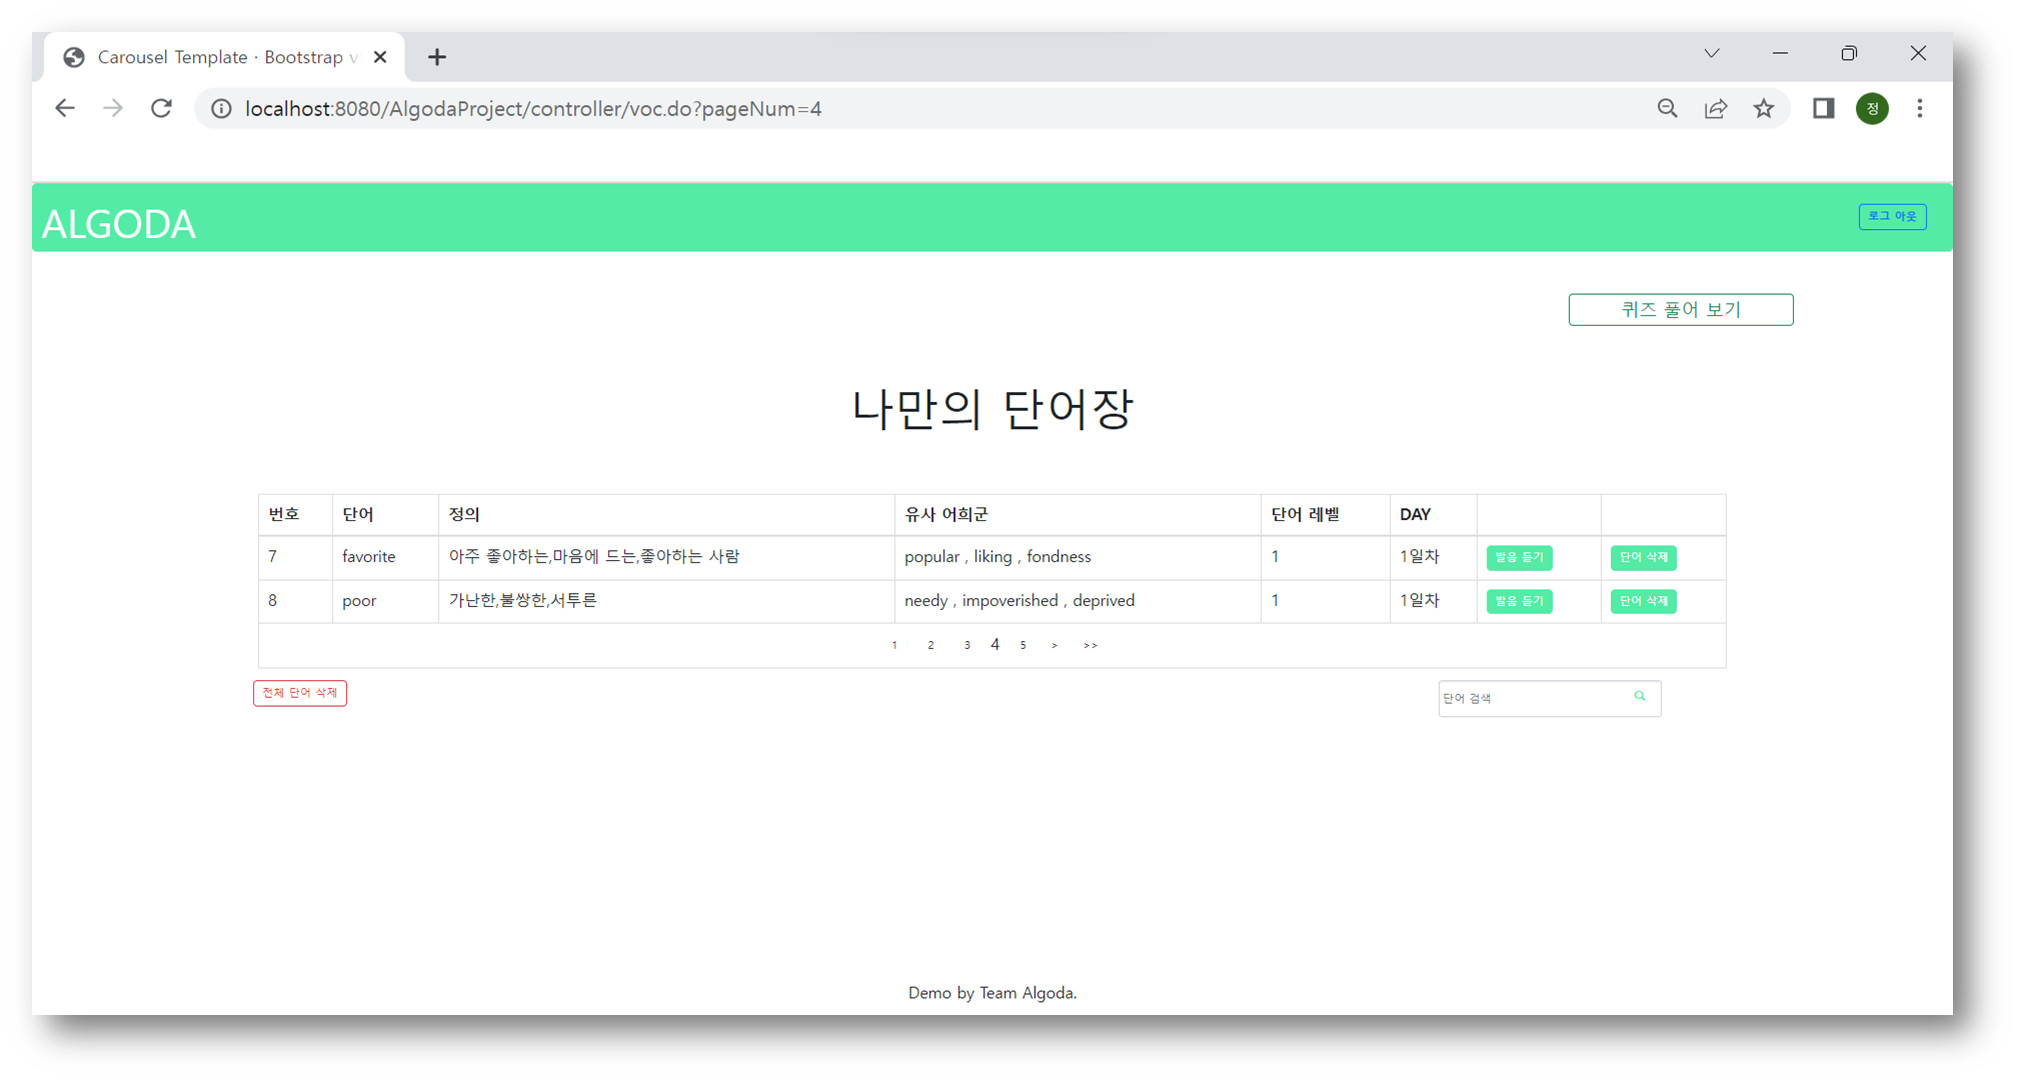 Carousel Template · Bootstrap v
localhost:8080/AlgodaProject/controller/voc.do?pageNum=4
정
ALGODA
로그 아웃
퀴즈 풀어 보기
나만의 단어장
번호 단어 정의 유사 어희군 단어 레벨 DAY
7 favorite 아주 좋아하는,마음에 드는,좋아하는 사람 popular , liking , fondness 1 1일차 발음 듣기 단어 삭제
8 poor 가난한,불쌍한,서투른 needy , impoverished , deprived 1 1일차 발음 듣기 단어 삭제
1 2 3 4 5 > >>
전체 단어 삭제
단어 검색
Demo by Team Algoda.